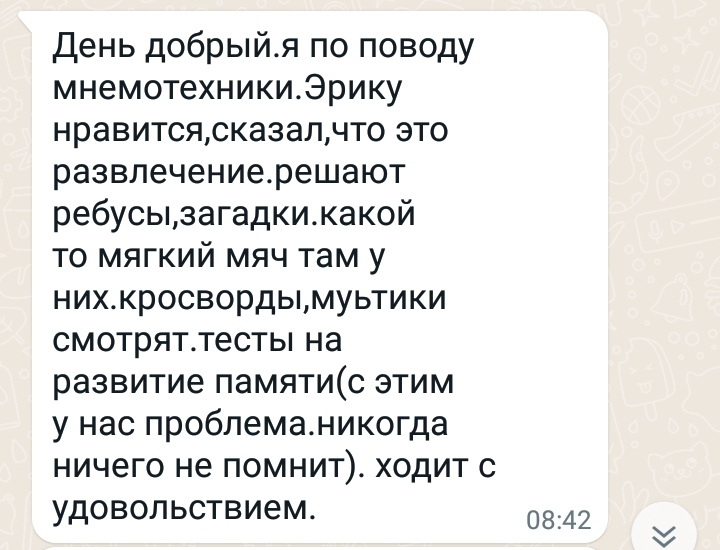 День добрый.я по поводу
мнемотехники.Эрику
нравится,сказал,что это
развлечение.решают
ребусы,загадки.какой
то мягкий мяч там у
них.кросворды,муьтики
смотрят.тесты на
развитие памяти(с этим
у нас проблема.никогда
ничего не помнит). ходит с
удовольствием.
08:42